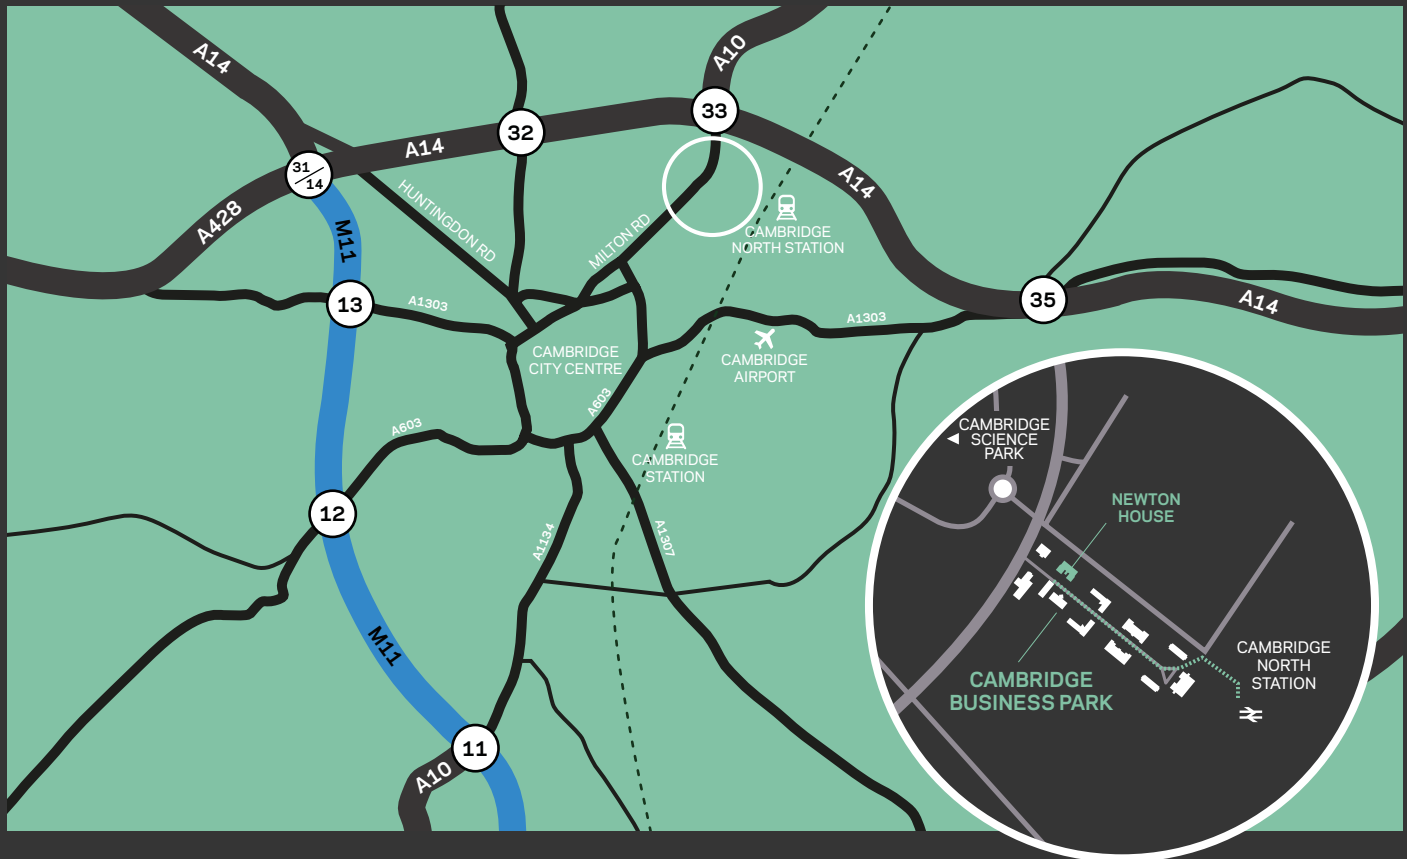 A14
A10
33
32
A14
31
14
A14
HUNTINGDON RD
A428
M11
MILTON RD
CAMBRIDGE
NORTH STATION
13
A1303
35
A14
A1303
CAMBRIDGE
CITY CENTRE
CAMBRIDGE
AIRPORT
A603
A603
CAMBRIDGE
STATION
12
A1134
A1307
M11
11
A10
CAMBRIDGE
SCIENCE
PARK
NEWTON
HOUSE
CAMBRIDGE
NORTH
STATION
CAMBRIDGE
BUSINESS PARK